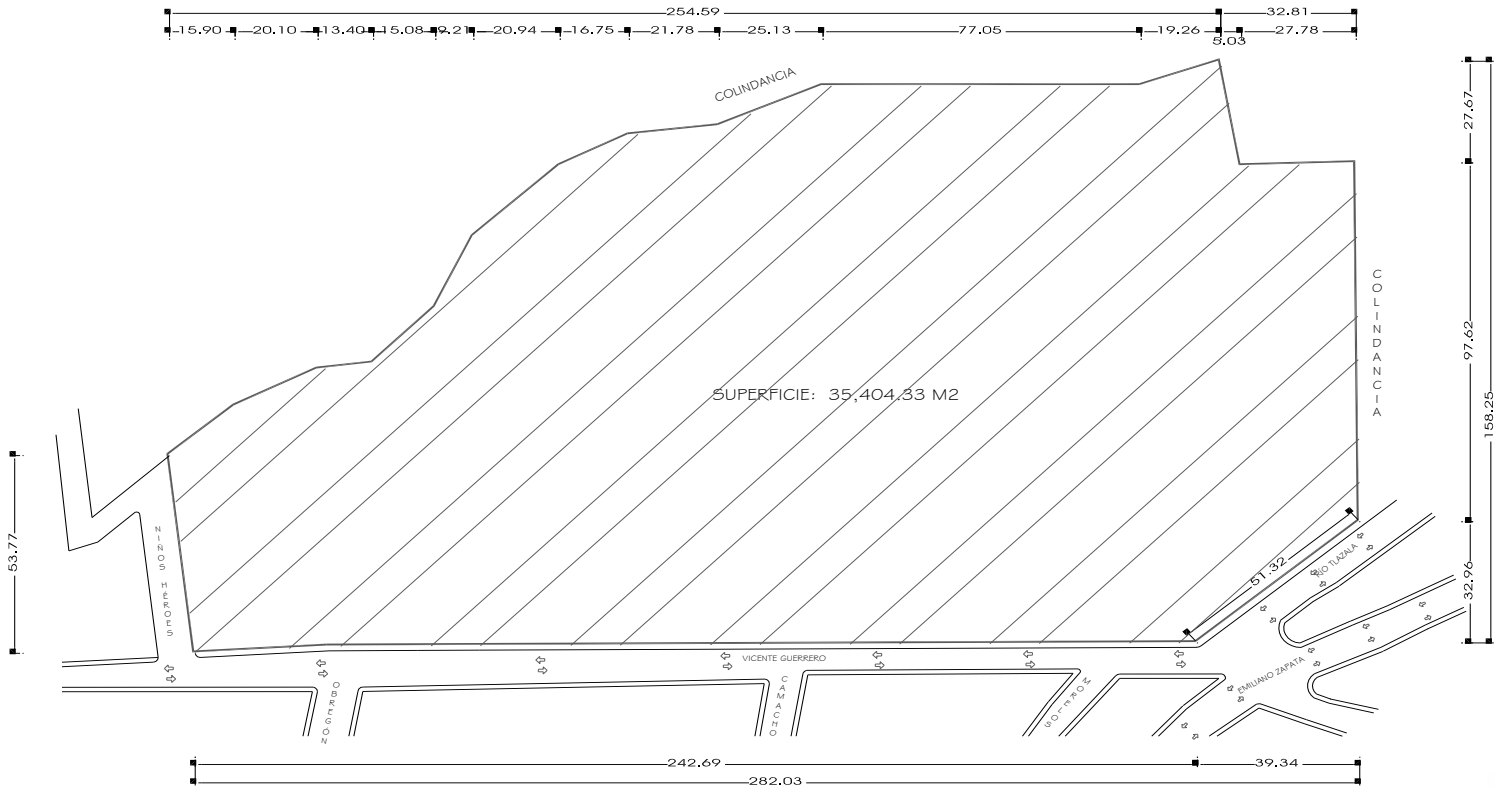 254.59
32.81
15.90
20.10
13.40
15.08
9.21
20.94
16.75
21.78
25.13
77.05
19.26
5.03
27.78
COLINDANCIA
27.67
97.62
158.25
32.96
COLINDANCIA
SUPERFICIE: 35,404.33 M2
53.77
NIÑOS HÉROES
51.32
RÍO TLAZALA
VICENTE GUERRERO
EMILIANO ZAPATA
OBREGÓN
CAMACHO
MORELOS
242.69
39.34
282.03